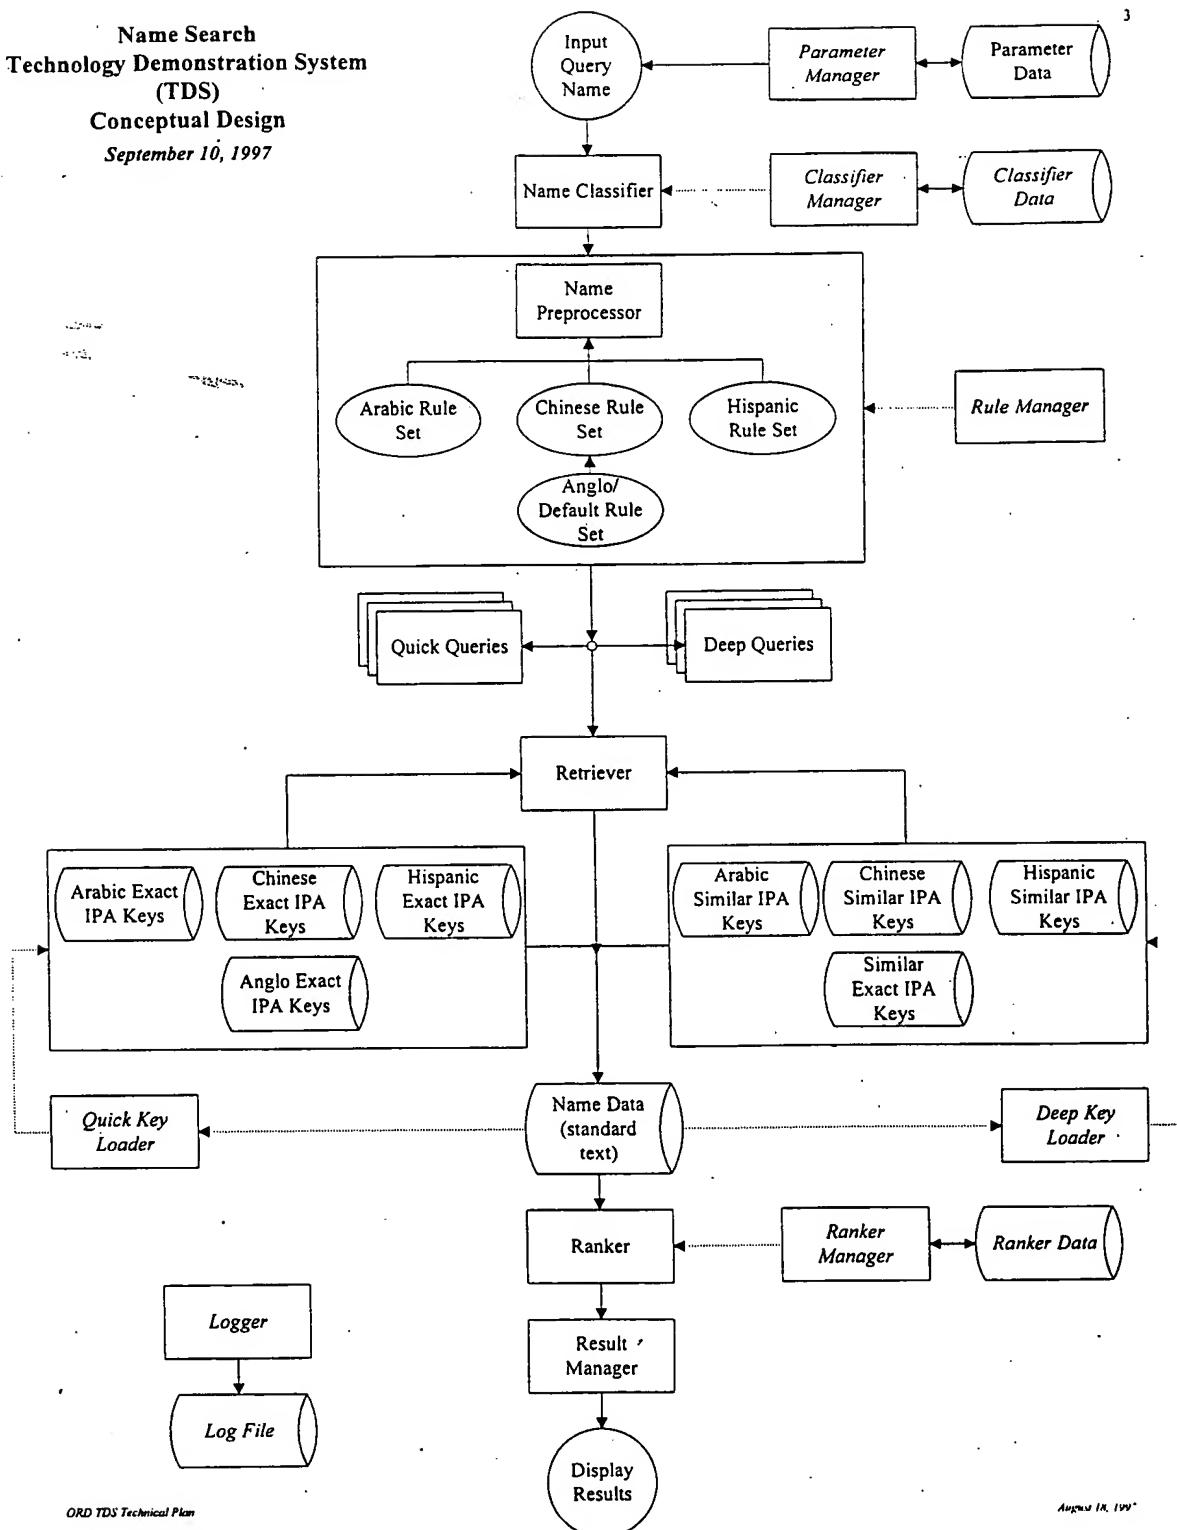 3
Name Search
Technology Demonstration System
(TDS)
Conceptual Design
September 10, 1997
Input
Query
Name
Parameter
Manager
Parameter
Data
Name Classifier
Classifier
Manager
Classifier
Data
Name
Preprocessor
Arabic Rule
Set
Chinese Rule
Set
Hispanic
Rule Set
Rule Manager
Anglo/
Default Rule
Set
Quick Queries
Deep Queries
Retriever
Arabic Exact
IPA Keys
Chinese
Exact IPA
Keys
Hispanic
Exact IPA
Keys
Anglo Exact
IPA Keys
Arabic
Similar IPA
Keys
Chinese
Similar IPA
Keys
Hispanic
Similar IPA
Keys
Similar
Exact IPA
Keys
Quick Key
Loader
Name Data
(standard
text)
Deep Key
Loader
Ranker
Ranker
Manager
Ranker Data
Logger
Result
Manager
Log File
Display
Results
ORD TDS Technical Plan
August 18,